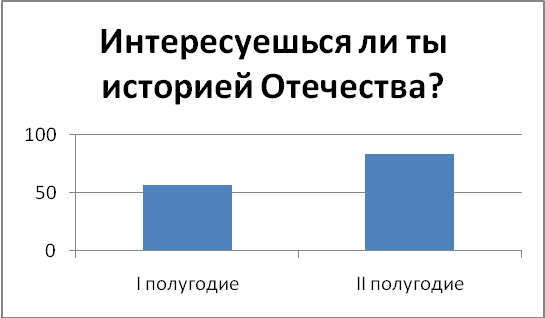 Интересуешься ли ты
историей Отечества?
100
50
0
I полугодие
II полугодие